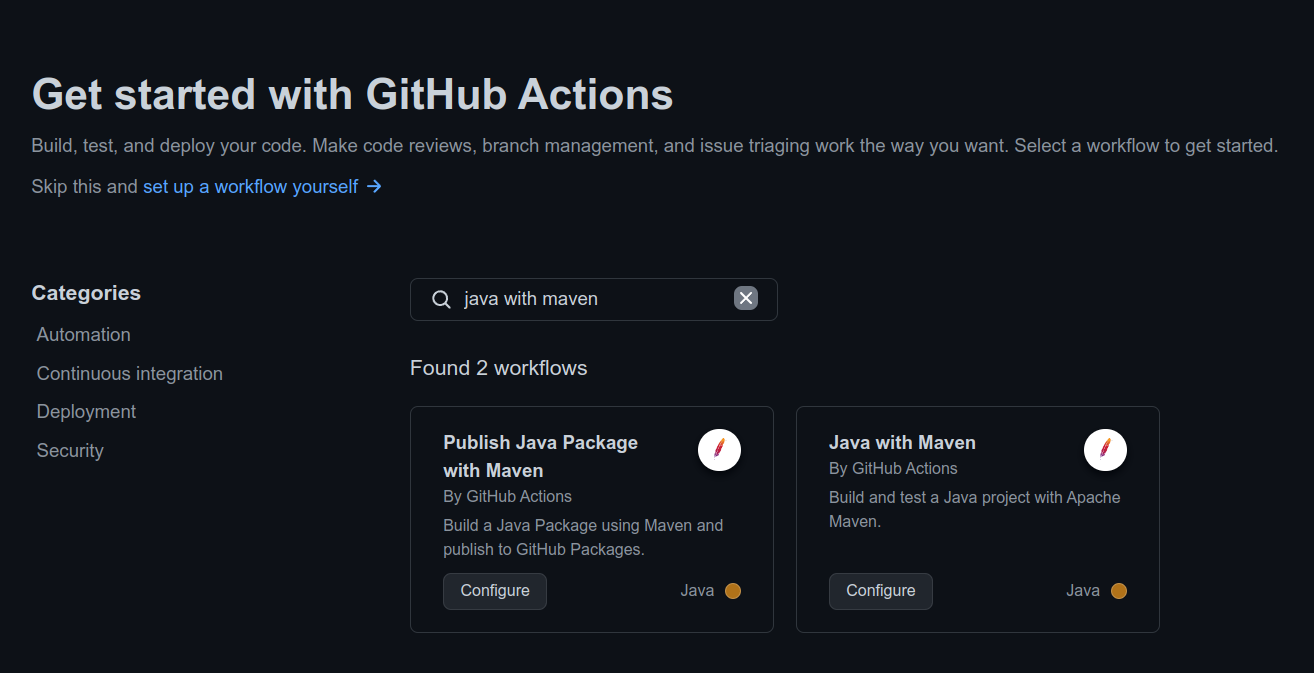 Get started with GitHub Actions
Build, test, and deploy your code. Make code reviews, branch management, and issue triaging work the way you want. Select a workflow to get started.
Skip this and set up a workflow yourself →
Categories
Automation
Continuous integration
Deployment
Security
java with maven
Found 2 workflows
Publish Java Package
with Maven
By GitHub Actions
Build a Java Package using Maven and
publish to GitHub Packages.
Configure
Java
Java with Maven
By GitHub Actions
Build and test a Java project with Apache
Maven.
Configure
Java